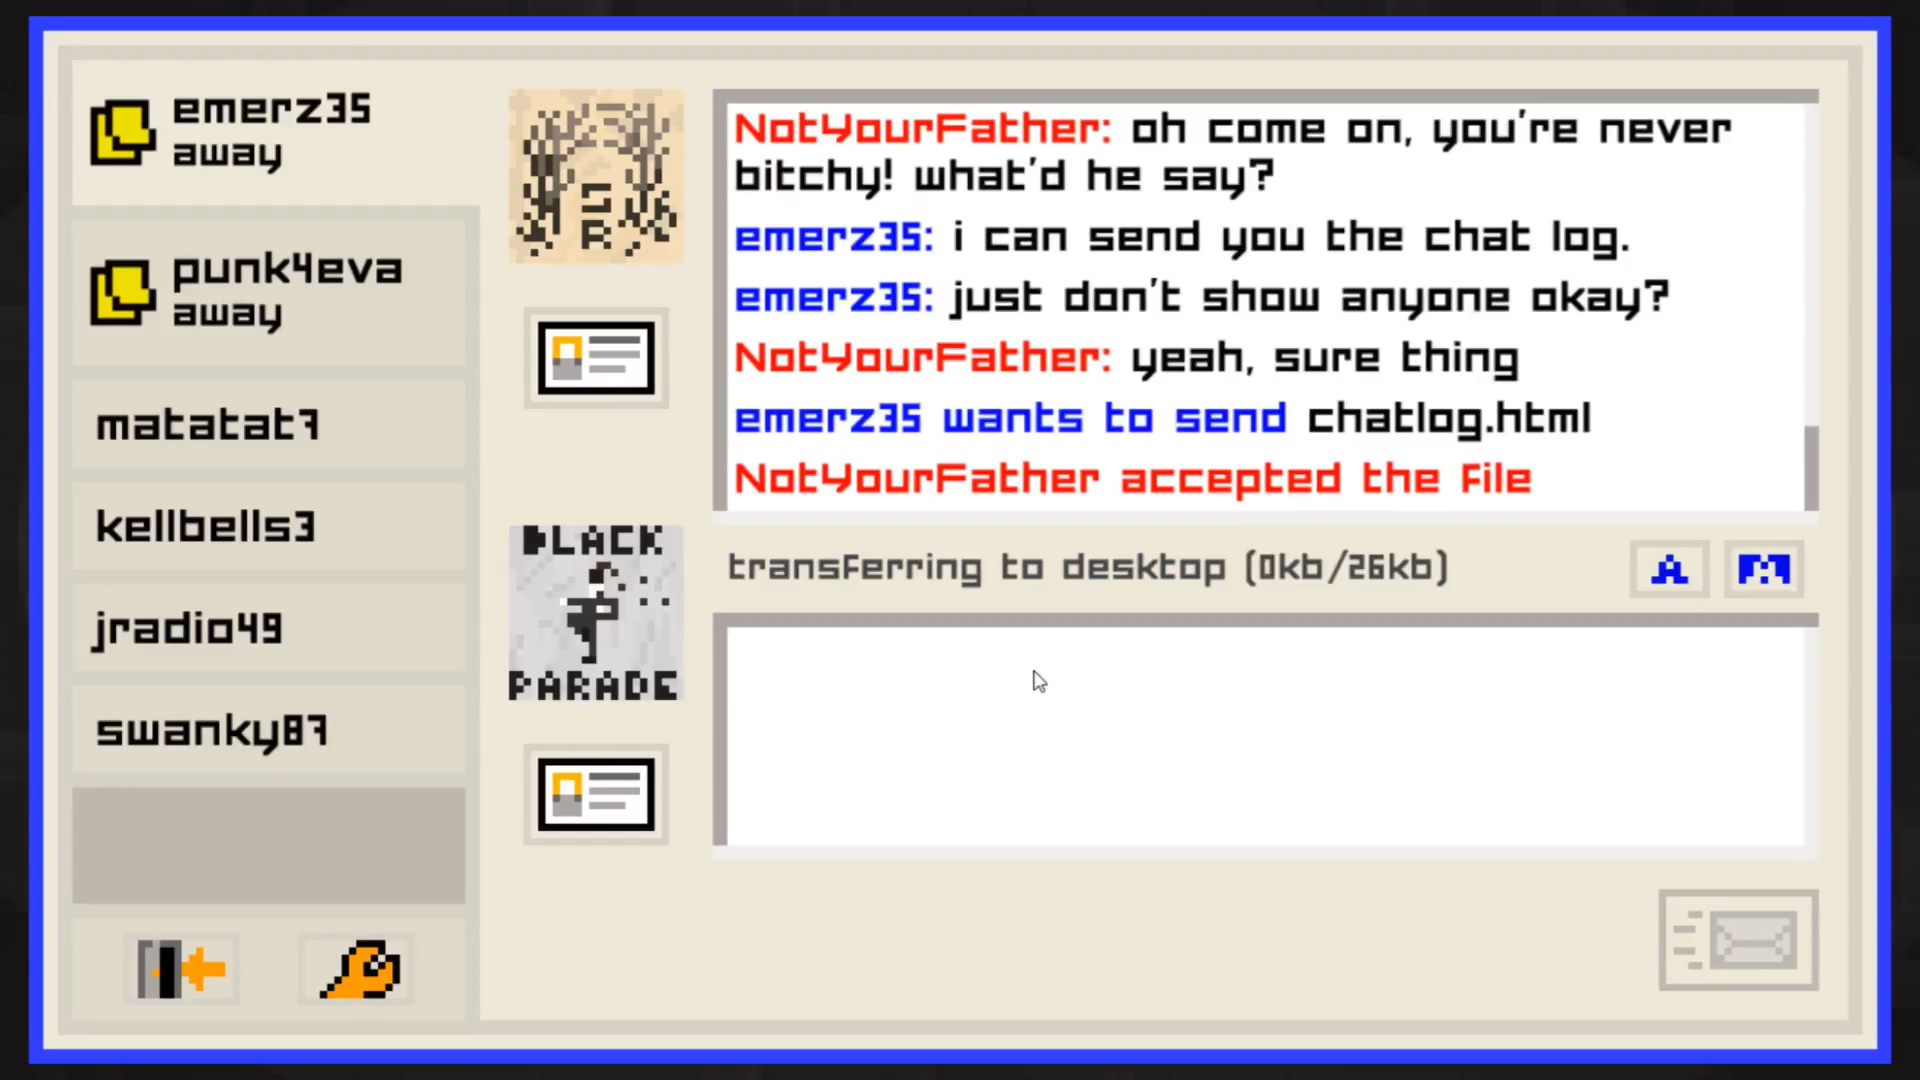 emerz35
away
punk4eva
away
matatat7
kellbells3
jradio49
swanky87
NotYourFather: oh come on, you're never
bitchy! what'd he say?
emerz35: i can send you the chat log.
emerz35: just don't show anyone okay?
NotYourFather: yeah, sure thing
emerz35 wants to send chatlog.html
NotYourFather accepted the file
BLACK
PARADE
transferring to desktop (0kb/26kb)
A